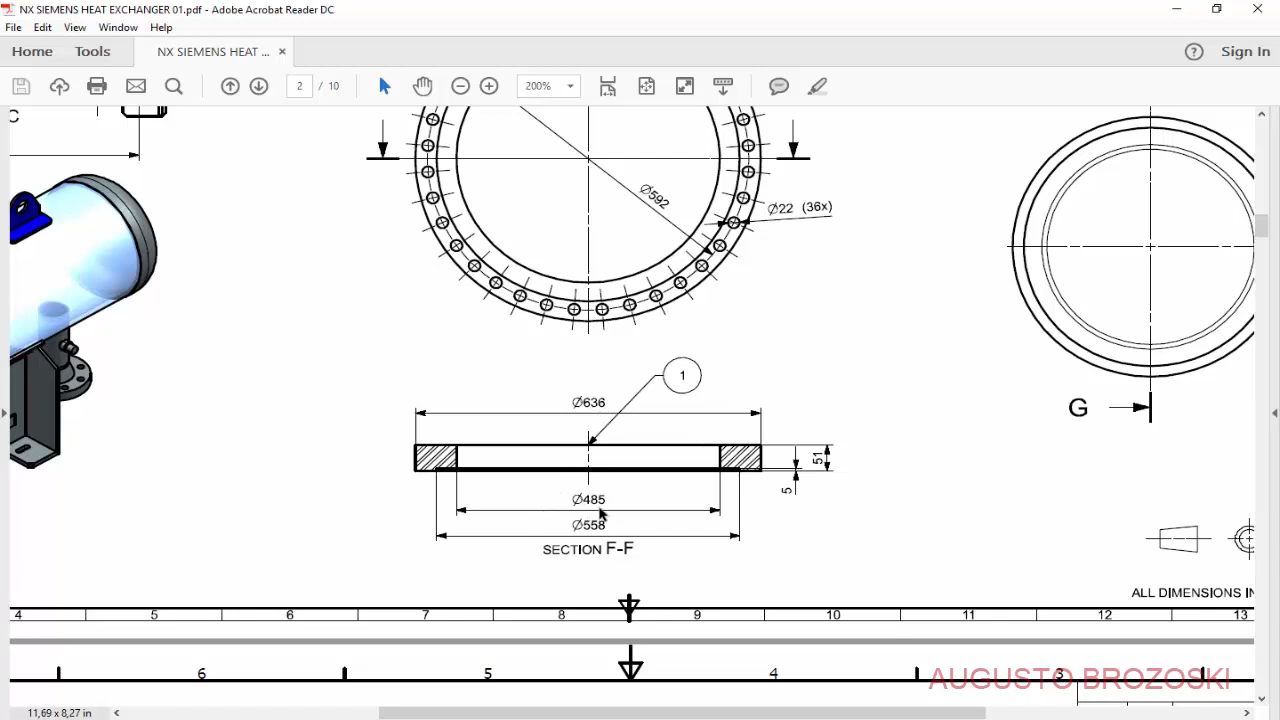 NX SIEMENS HEAT EXCHANGER 01.pdf - Adobe Acrobat Reader DC
File Edit View Window Help
Home Tools NX SIEMENS HEAT ... × Sign In
2 / 10 200%
C
Ø592
Ø22 (36x)
1
Ø636
51
5
Ø485
Ø558
SECTION F-F
G
ALL DIMENSIONS IN
4 5 6 7 8 9 10 11 12 13
6 5 4 3
AUGUSTO BROZOSKI
11,69 x 8,27 in